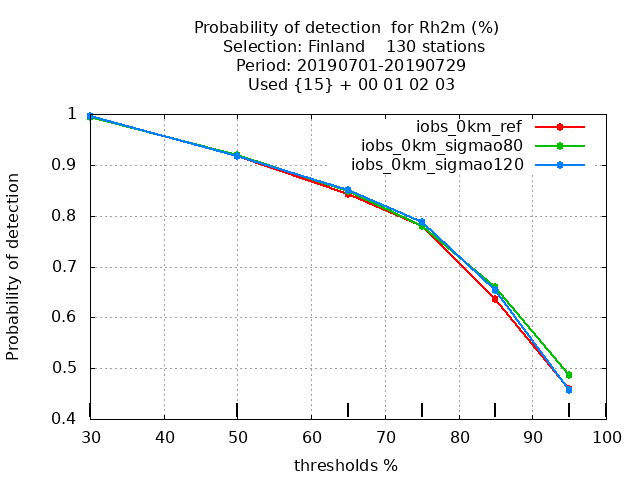 Probability of detection  for Rh2m (%)
Selection: Finland    130 stations
Period: 20190701-20190729
Used {15} + 00 01 02 03
iobs_0km_ref
iobs_0km_sigmao80
iobs_0km_sigmao120
1
0.9
0.8
0.7
0.6
0.5
0.4
Probability of detection
30 40 50 60 70 80 90 100
thresholds %